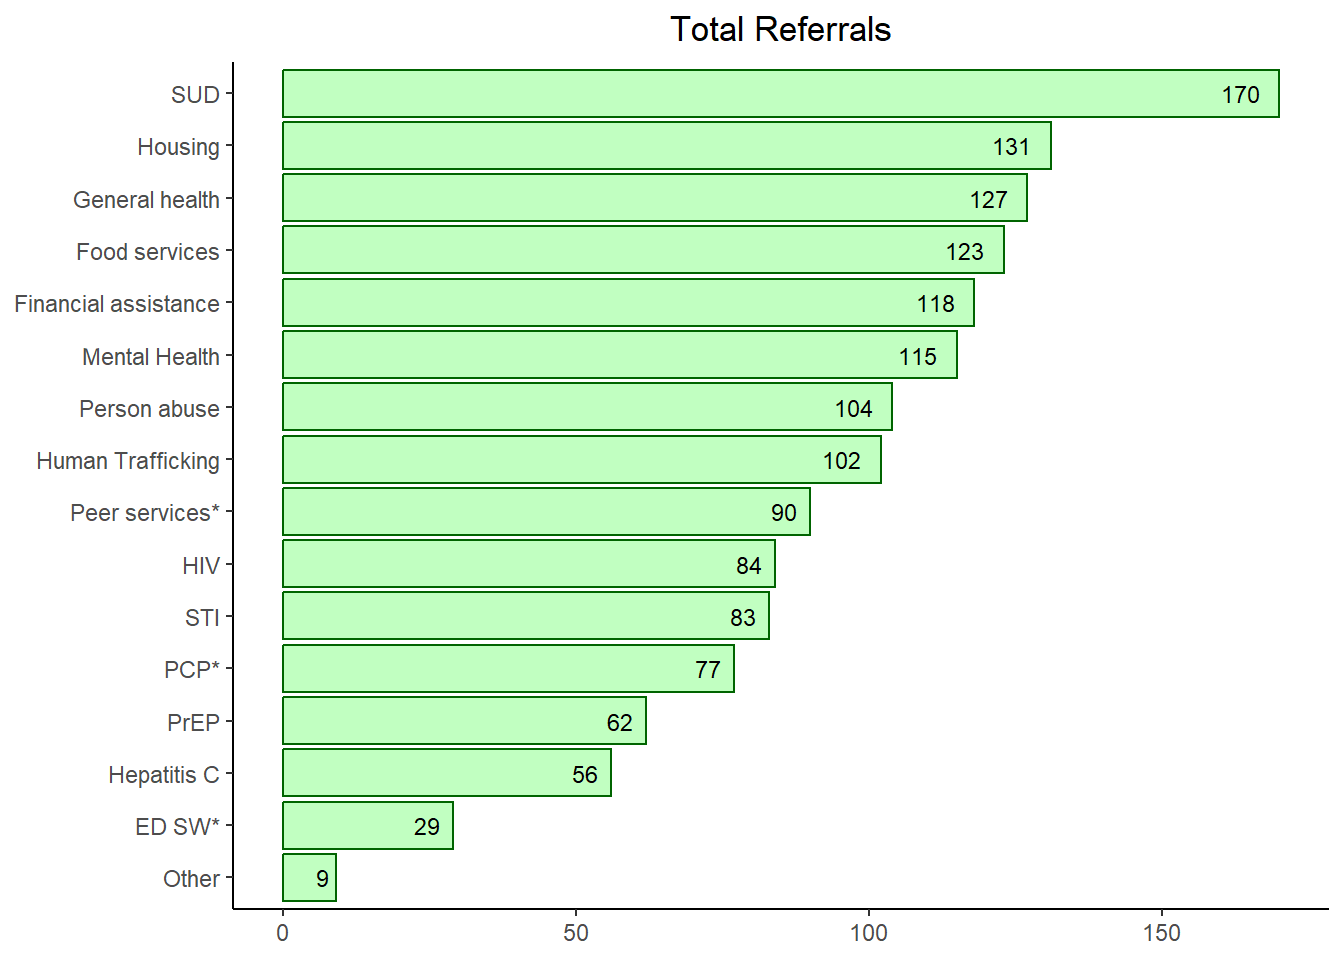 Total Referrals
SUD 170
Housing 131
General health 127
Food services 123
Financial assistance 118
Mental Health 115
Person abuse 104
Human Trafficking 102
Peer services* 90
HIV 84
STI 83
PCP* 77
PrEP 62
Hepatitis C 56
ED SW* 29
Other 9
0 50 100 150